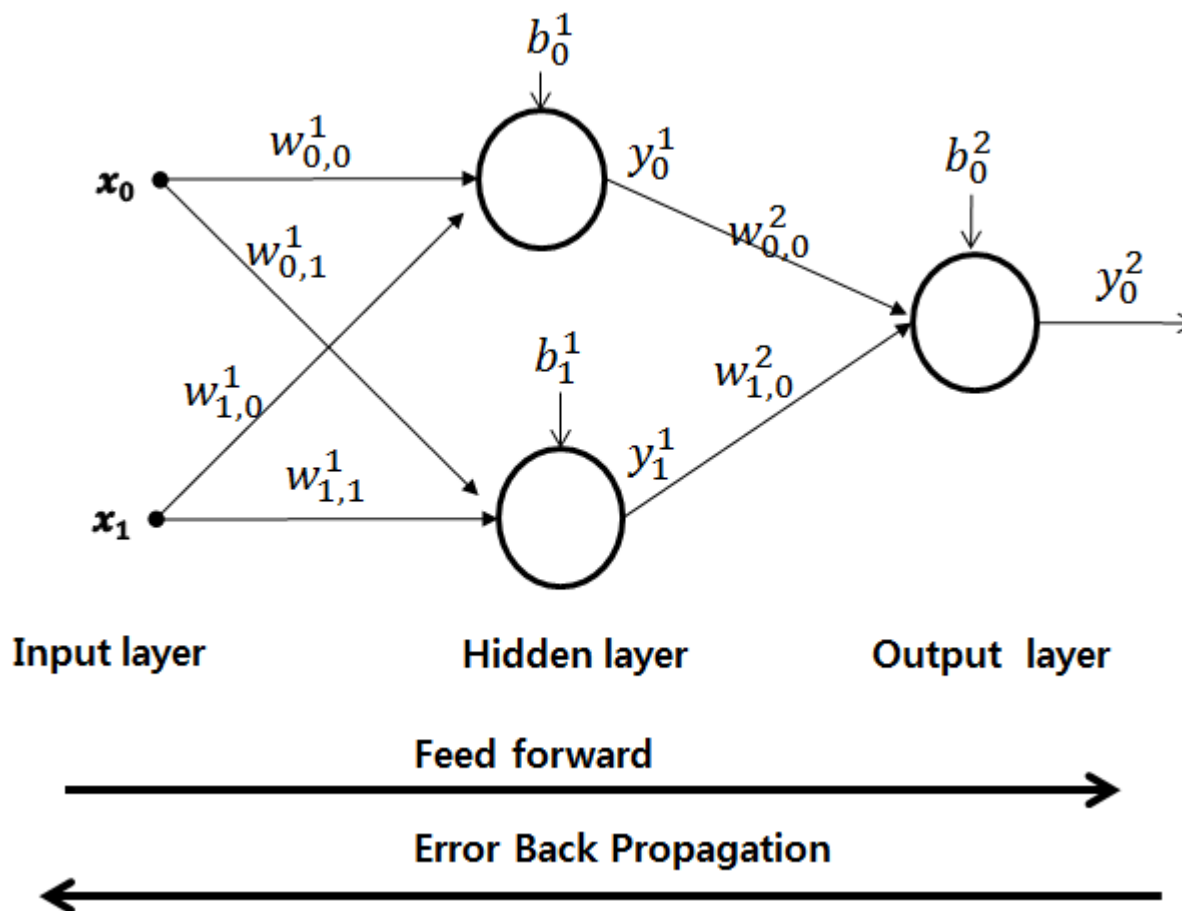 b_0^1
w_{0,0}^1
y_0^1
b_0^2
x_0
w_{0,1}^1
w_{0,0}^2
y_0^2
b_1^1
w_{1,0}^2
w_{1,0}^1
y_1^1
w_{1,1}^1
x_1
Input layer
Hidden layer
Output layer
Feed forward
Error Back Propagation